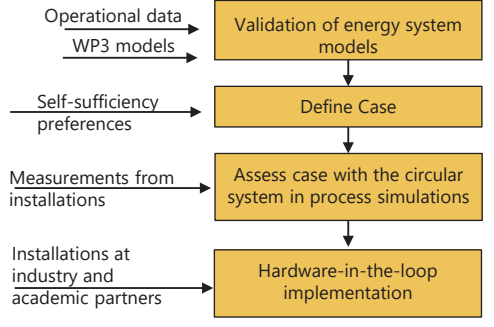 Operational data
WP3 models
Validation of energy system
models
Self-sufficiency
preferences
Define Case
Measurements from
installations
Assess case with the circular
system in process simulations
Installations at
industry and
academic partners
Hardware-in-the-loop
implementation